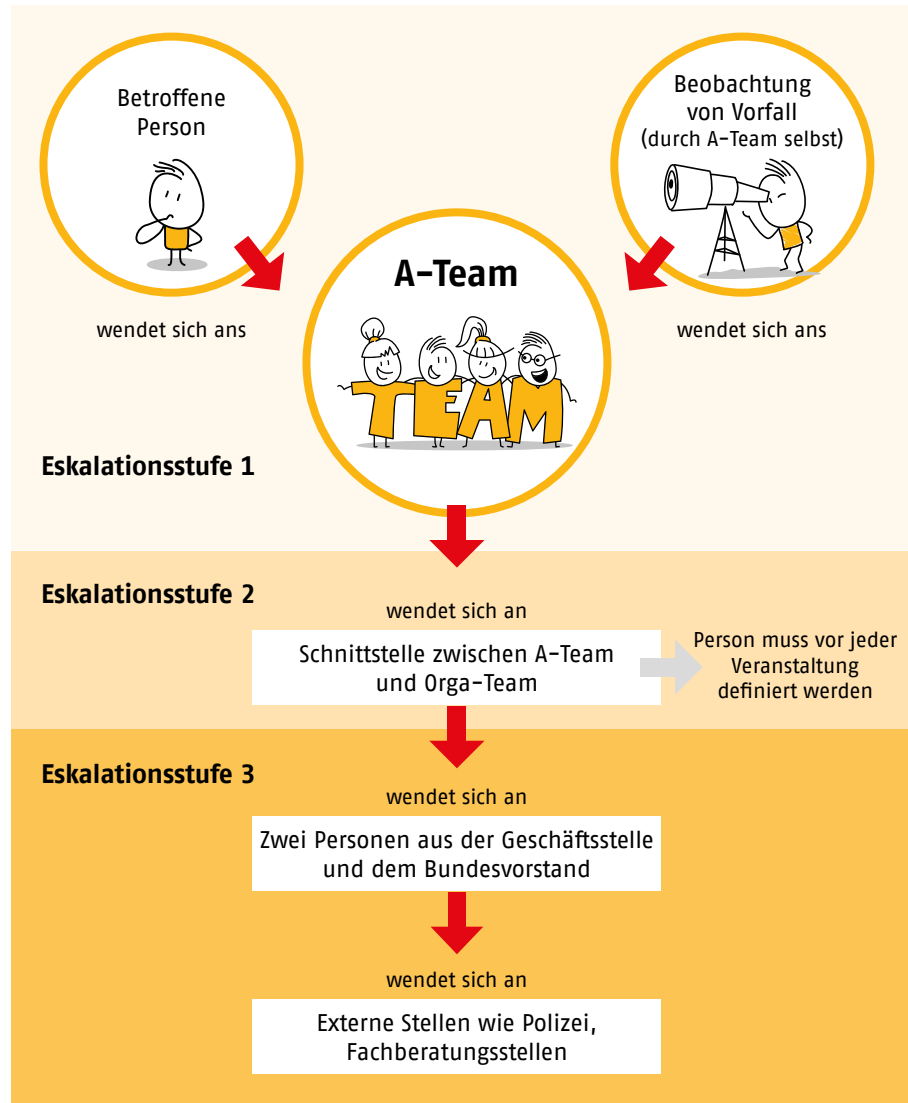 Betroffene
Person
Beobachtung
von Vorfall
(durch A-Team selbst)
wendet sich ans
A-Team
TEAM
wendet sich ans
Eskalationsstufe 1
Eskalationsstufe 2
wendet sich an
Schnittstelle zwischen A-Team
und Orga-Team
Person muss vor jeder
Veranstaltung
definiert werden
Eskalationsstufe 3
wendet sich an
Zwei Personen aus der Geschäftsstelle
und dem Bundesvorstand
wendet sich an
Externe Stellen wie Polizei,
Fachberatungsstellen